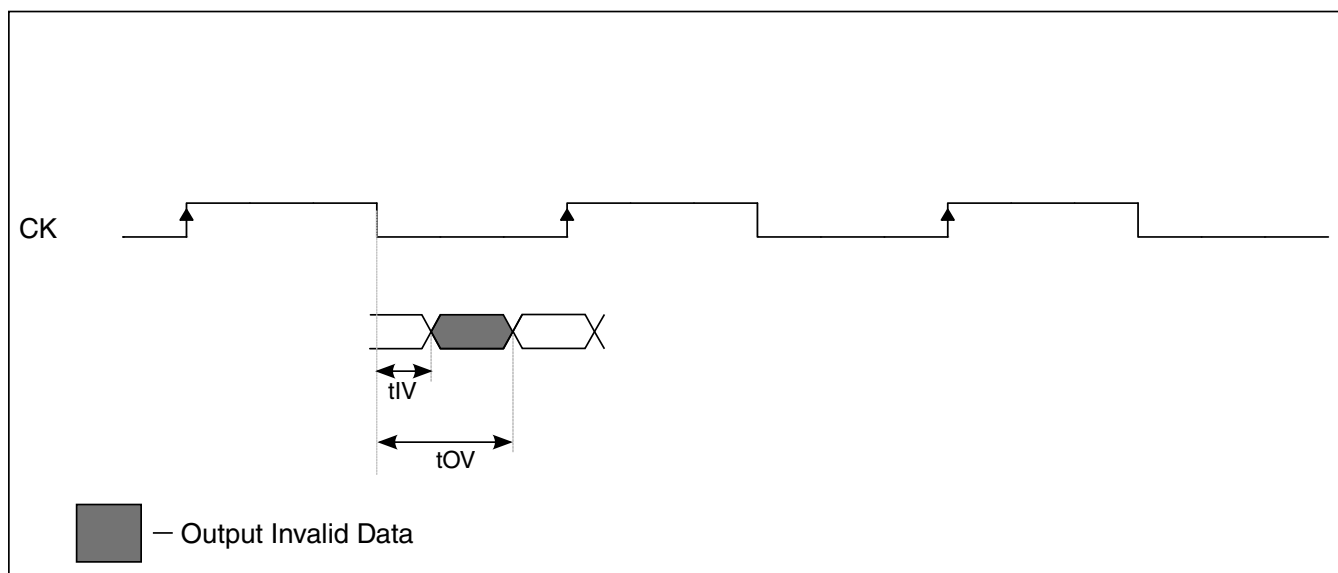 CK
tIV
tOV
– Output Invalid Data